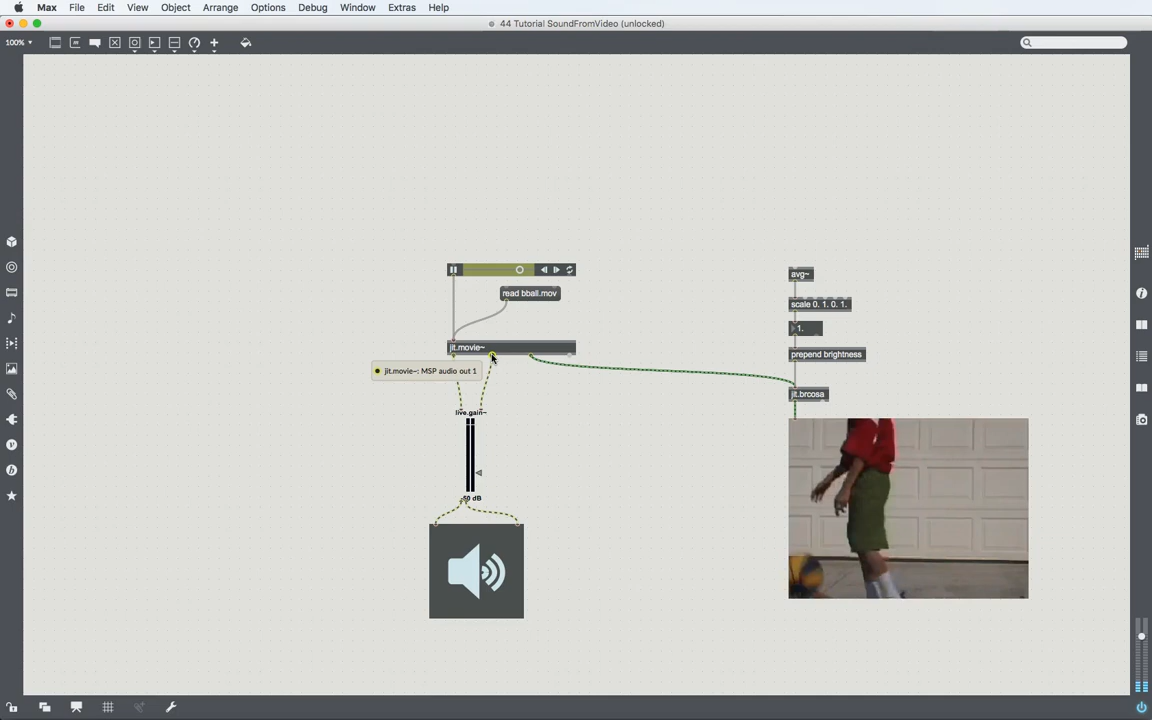 Max File Edit View Object Arrange Options Debug Window Extras Help
44 Tutorial SoundFromVideo (unlocked)
100%
read bball.mov
avg~
scale 0. 1. 0. 1.
1.
jit.movie~
prepend brightness
jit.movie~: MSP audio out 1
jit.brcosa
live.gain~